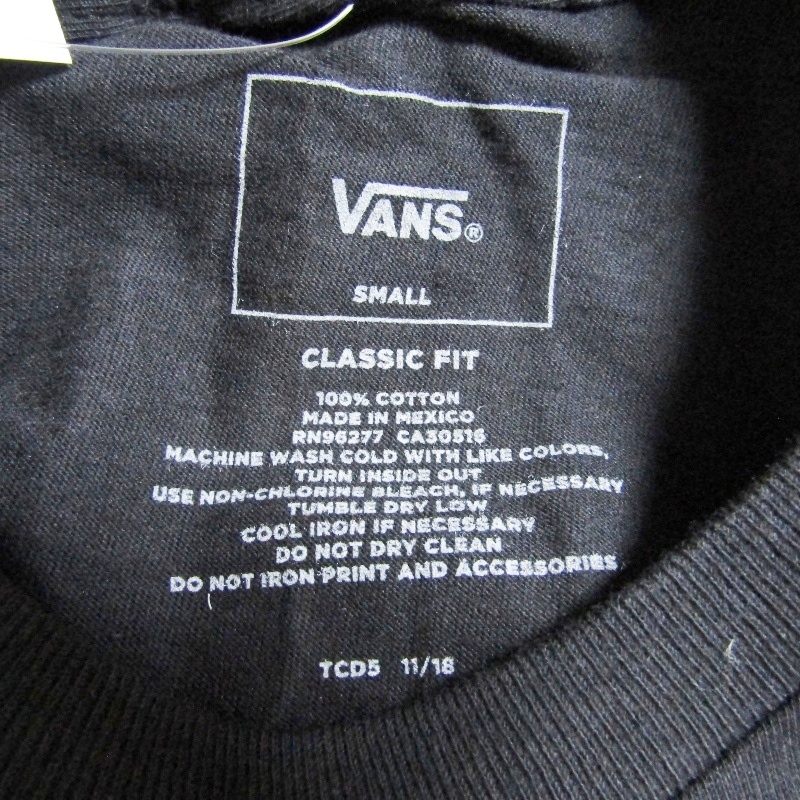 VANS®
SMALL
CLASSIC FIT
100% COTTON
MADE IN MEXICO
RN96277 CA30516
MACHINE WASH COLD WITH LIKE COLORS,
TURN INSIDE OUT
USE NON-CHLORINE BLEACH, IF NECESSARY
TUMBLE DRY LOW
COOL IRON IF NECESSARY
DO NOT DRY CLEAN
DO NOT IRON PRINT AND ACCESSORIES
TCD5 11/18